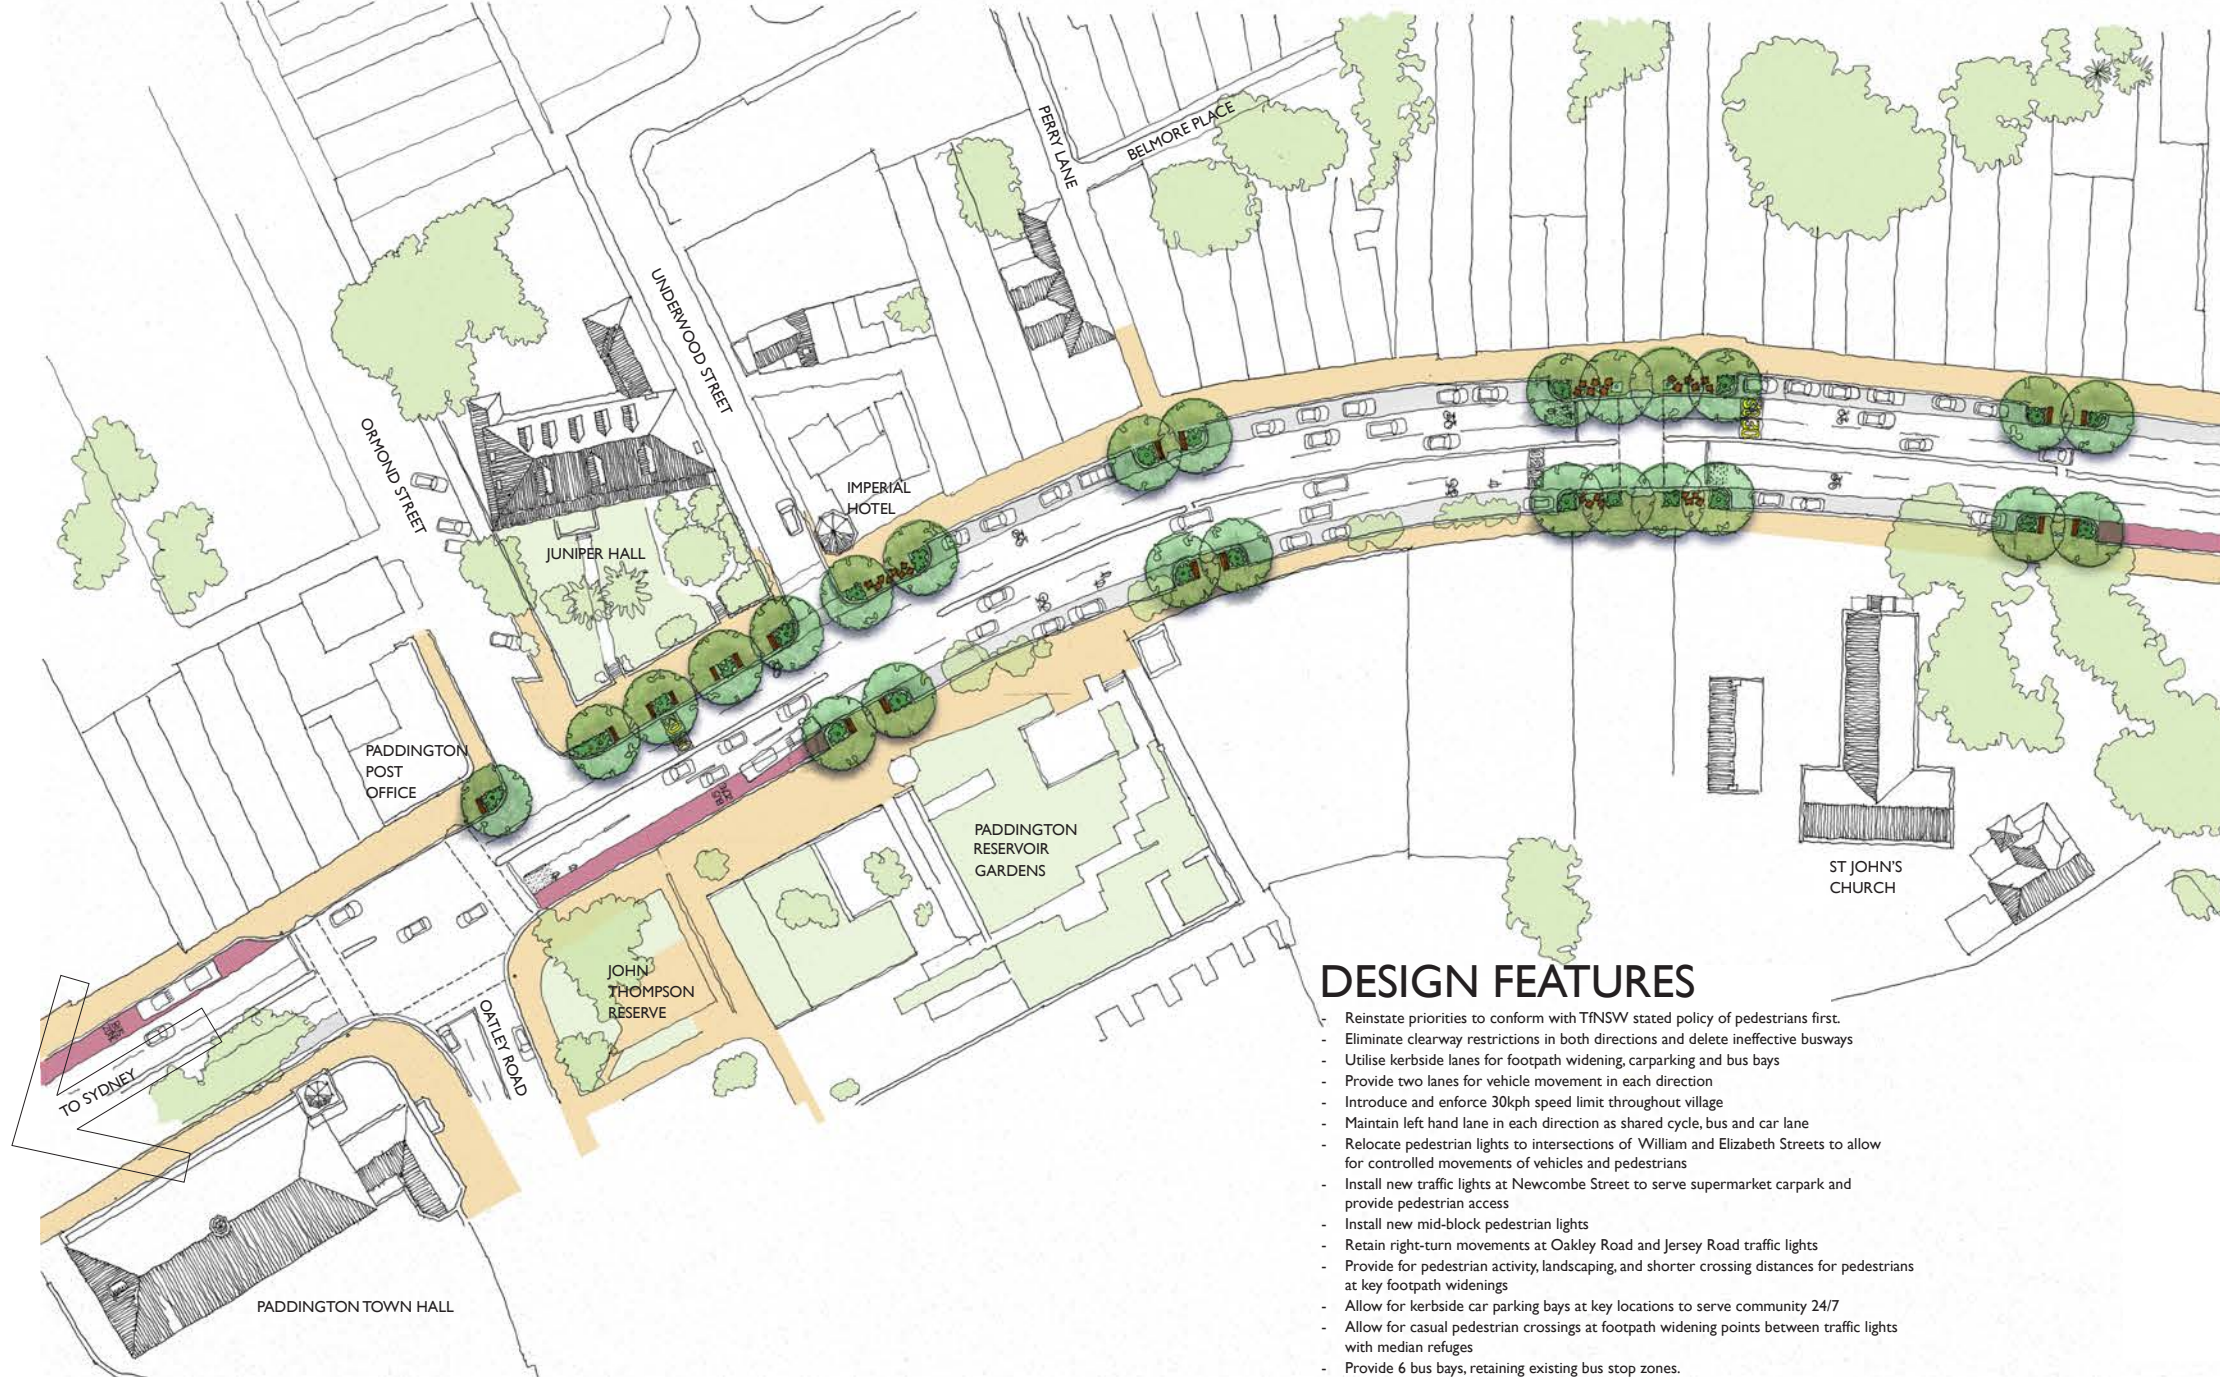 PERRY LANE
BELMORE PLACE
UNDERWOOD STREET
ORMOND STREET
IMPERIAL
HOTEL
JUNIPER HALL
PADDINGTON
POST
OFFICE
PADDINGTON
RESERVOIR
GARDENS
ST JOHN'S
CHURCH
JOHN
THOMPSON
RESERVE
OATLEY ROAD
TO SYDNEY
PADDINGTON TOWN HALL
DESIGN FEATURES
- Reinstate priorities to conform with TfNSW stated policy of pedestrians first.
- Eliminate clearway restrictions in both directions and delete ineffective busways
- Utilise kerbside lanes for footpath widening, carparking and bus bays
- Provide two lanes for vehicle movement in each direction
- Introduce and enforce 30kph speed limit throughout village
- Maintain left hand lane in each direction as shared cycle, bus and car lane
- Relocate pedestrian lights to intersections of William and Elizabeth Streets to allow
for controlled movements of vehicles and pedestrians
- Install new traffic lights at Newcombe Street to serve supermarket carpark and
provide pedestrian access
- Install new mid-block pedestrian lights
- Retain right-turn movements at Oakley Road and Jersey Road traffic lights
- Provide for pedestrian activity, landscaping, and shorter crossing distances for pedestrians
at key footpath widenings
- Allow for kerbside car parking bays at key locations to serve community 24/7
- Allow for casual pedestrian crossings at footpath widening points between traffic lights
with median refuges
- Provide 6 bus bays, retaining existing bus stop zones.